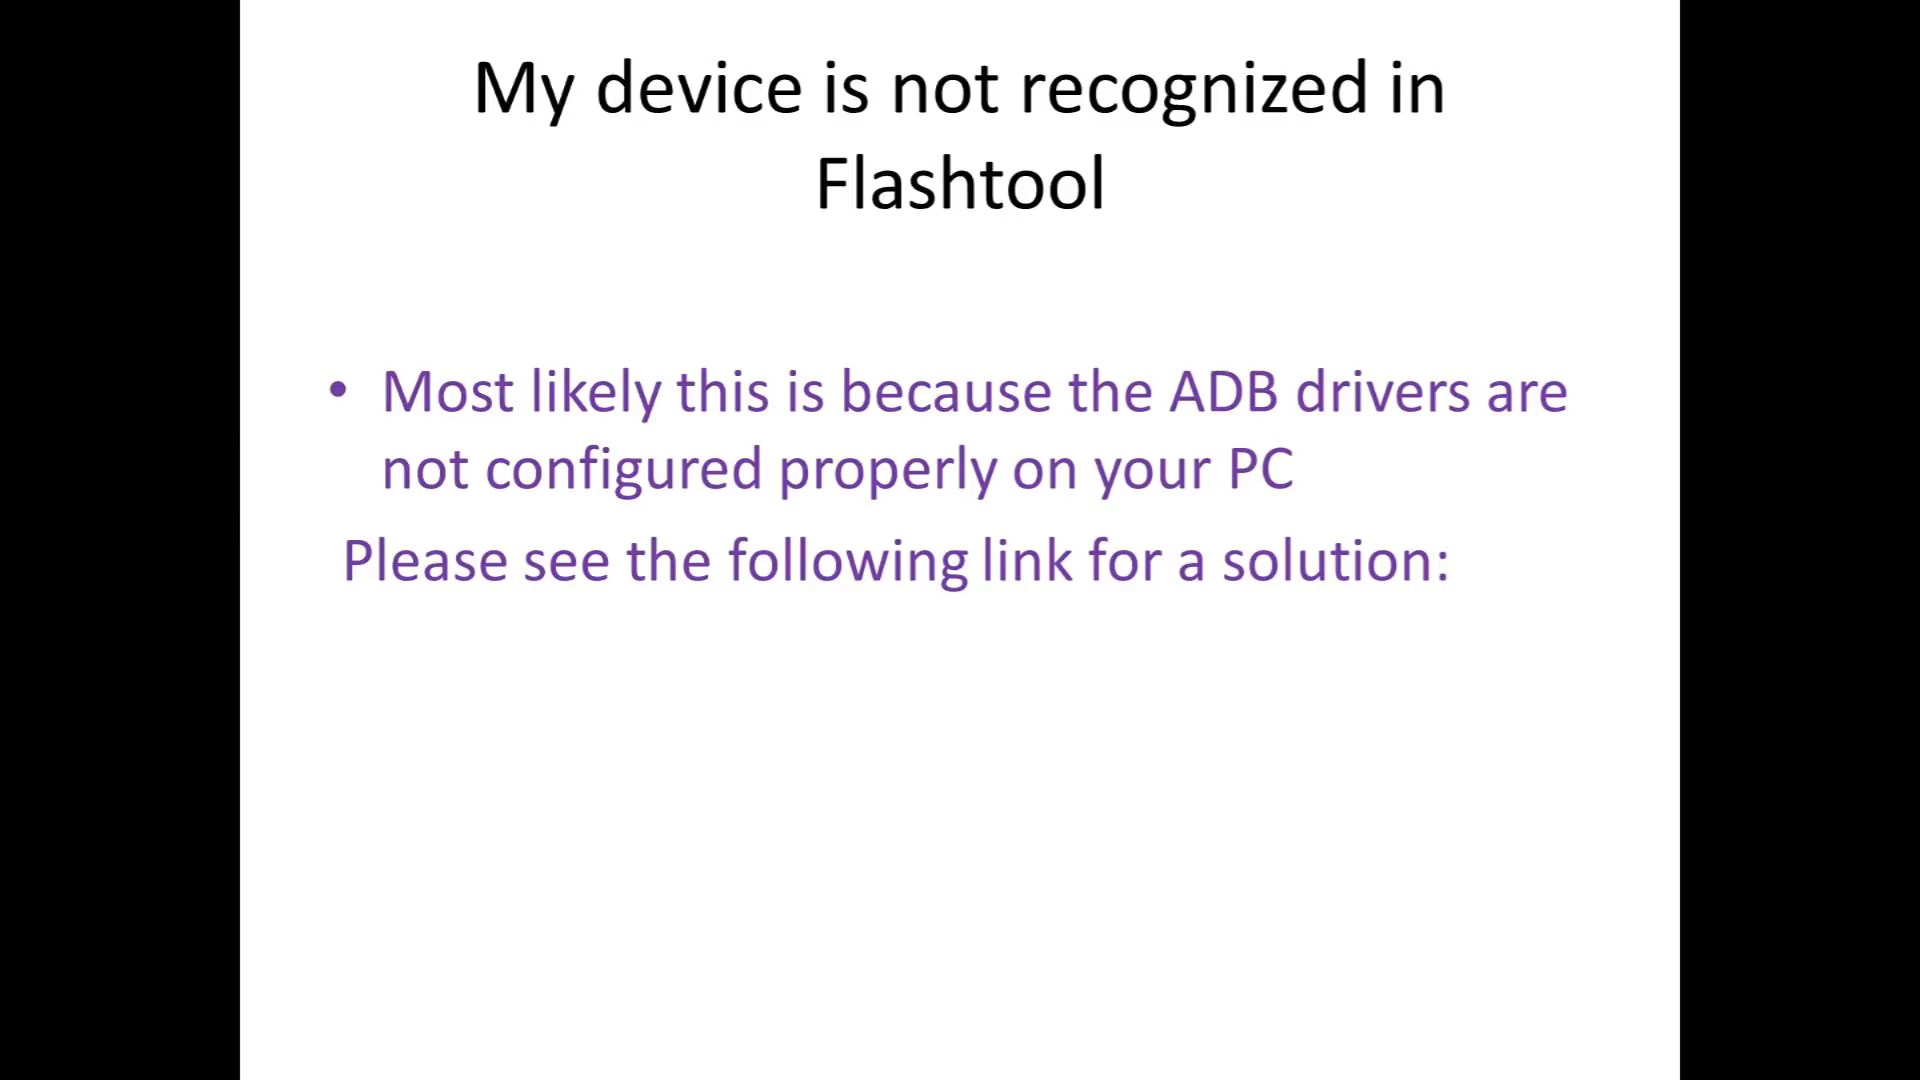 My device is not recognized in
Flashtool
• Most likely this is because the ADB drivers are
not configured properly on your PC
Please see the following link for a solution: